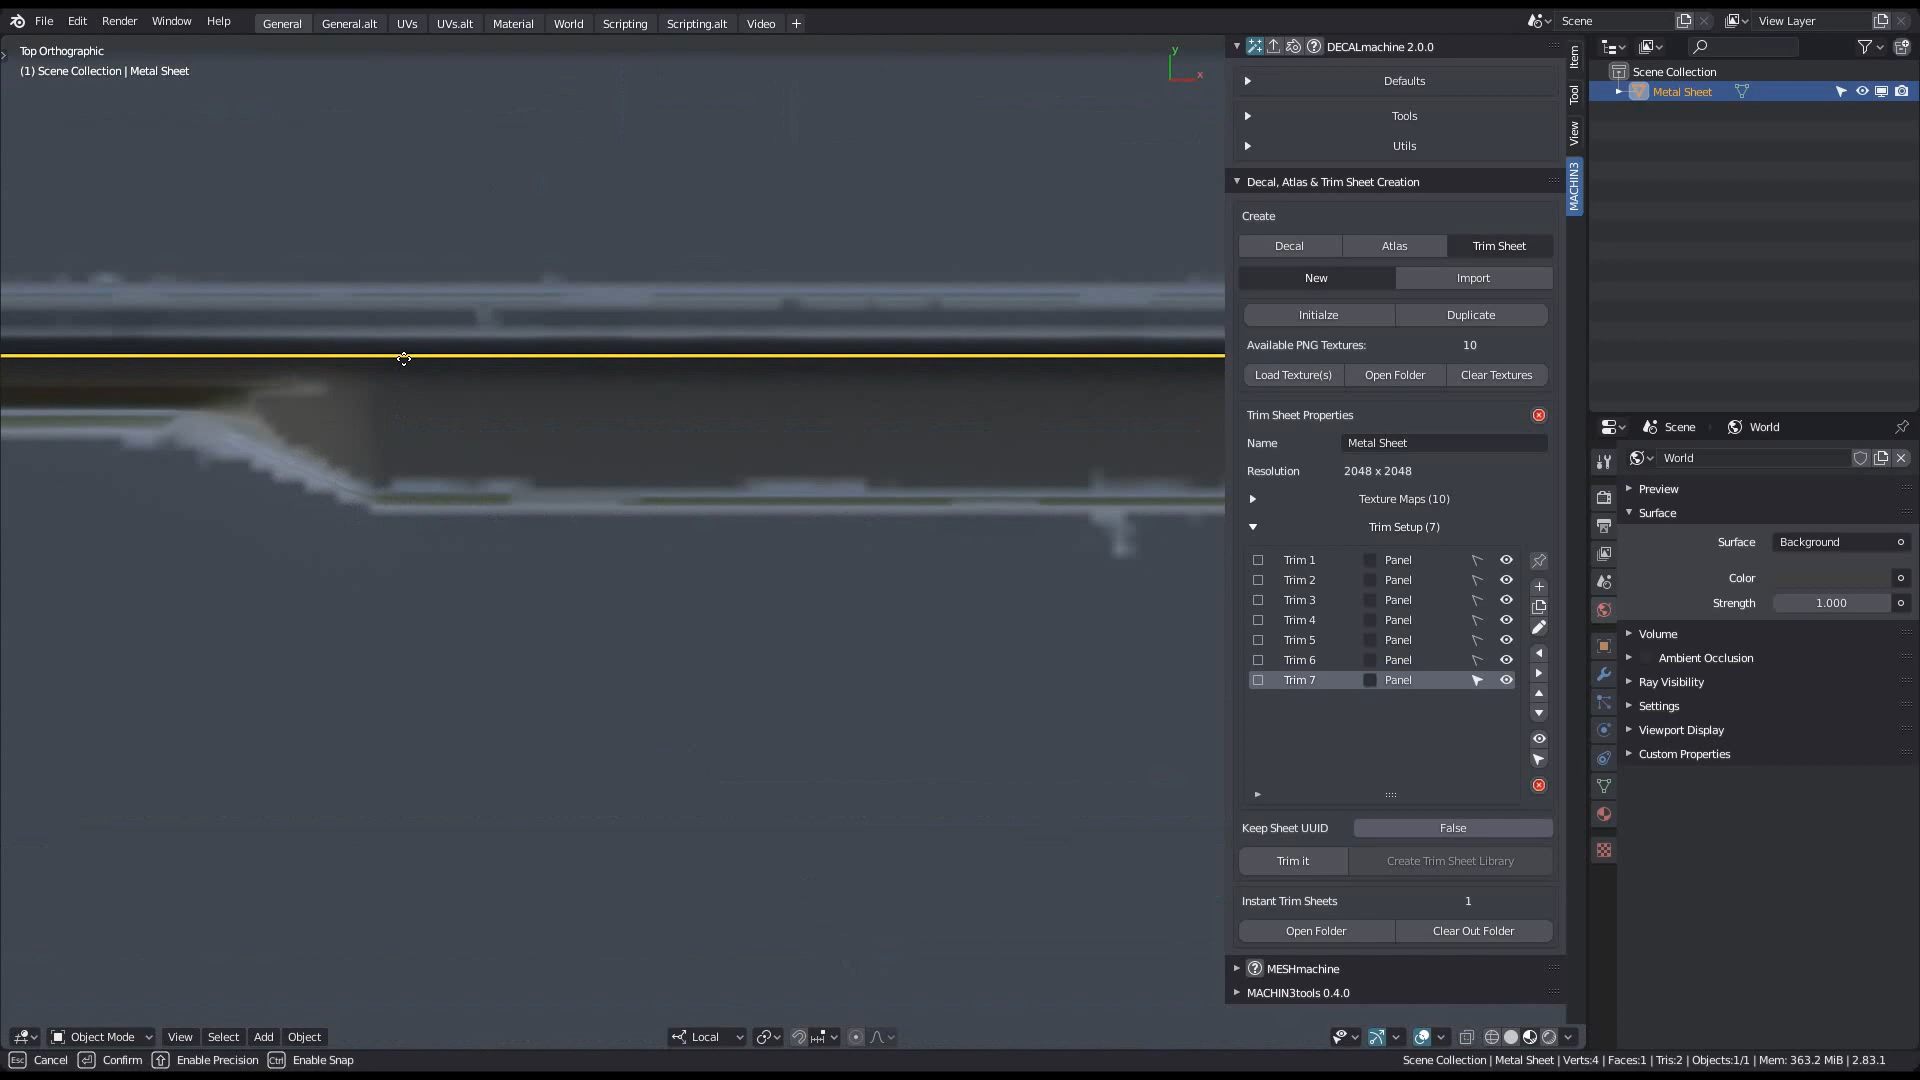 File Edit Render Window Help General General.alt UVs UVs.alt Material World Scripting Scripting.alt Video + Scene View Layer
Top Orthographic
(1) Scene Collection | Metal Sheet
y
x
DECALmachine 2.0.0
Defaults
Tools
Utils
Decal, Atlas & Trim Sheet Creation
Create
Decal Atlas Trim Sheet
New Import
Initialze Duplicate
Available PNG Textures: 10
Load Texture(s) Open Folder Clear Textures
Trim Sheet Properties
Name Metal Sheet
Resolution 2048 x 2048
Texture Maps (10)
Trim Setup (7)
Trim 1 Panel
Trim 2 Panel
Trim 3 Panel
Trim 4 Panel
Trim 5 Panel
Trim 6 Panel
Trim 7 Panel
Keep Sheet UUID False
Trim it Create Trim Sheet Library
Instant Trim Sheets 1
Open Folder Clear Out Folder
MESHmachine
MACHIN3tools 0.4.0
Item
Tool
View
MACHIN3
Scene Collection
Metal Sheet
Scene World
World
Preview
Surface
Surface Background
Color
Strength 1.000
Volume
Ambient Occlusion
Ray Visibility
Settings
Viewport Display
Custom Properties
Object Mode View Select Add Object Local
Esc Cancel Confirm Enable Precision Ctrl Enable Snap Scene Collection | Metal Sheet | Verts:4 | Faces:1 | Tris:2 | Objects:1/1 | Mem: 363.2 MiB | 2.83.1